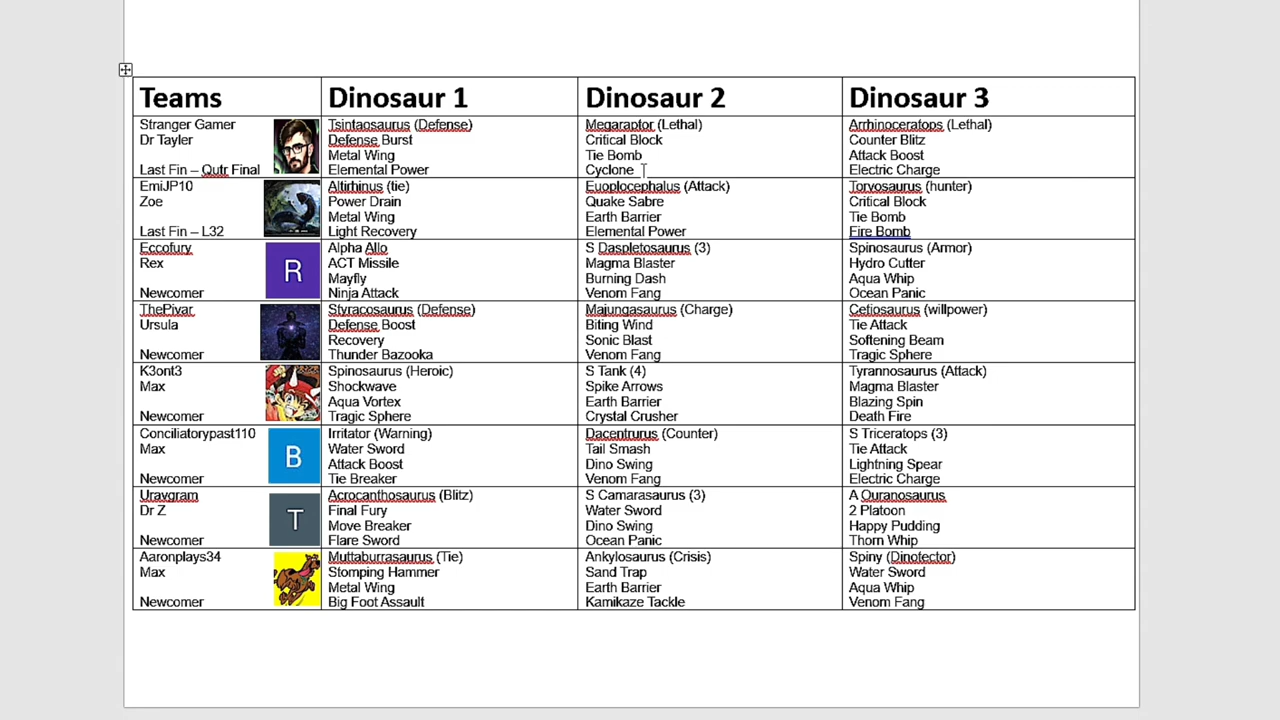 Teams
Dinosaur 1
Dinosaur 2
Dinosaur 3
Stranger Gamer
Dr Tayler
Last Fin – Qutr Final
Tsintaosaurus (Defense)
Defense Burst
Metal Wing
Elemental Power
Megaraptor (Lethal)
Critical Block
Tie Bomb
Cyclone
Arrhinoceratops (Lethal)
Counter Blitz
Attack Boost
Electric Charge
EmiJP10
Zoe
Last Fin – L32
Altirhinus (tie)
Power Drain
Metal Wing
Light Recovery
Euoplocephalus (Attack)
Quake Sabre
Earth Barrier
Elemental Power
Torvosaurus (hunter)
Critical Block
Tie Bomb
Fire Bomb
Eccofury
Rex
Newcomer
R
Alpha Allo
ACT Missile
Mayfly
Ninja Attack
S Daspletosaurus (3)
Magma Blaster
Burning Dash
Venom Fang
Spinosaurus (Armor)
Hydro Cutter
Aqua Whip
Ocean Panic
ThePivar
Ursula
Newcomer
Styracosaurus (Defense)
Defense Boost
Recovery
Thunder Bazooka
Majungasaurus (Charge)
Biting Wind
Sonic Blast
Venom Fang
Cetiosaurus (willpower)
Tie Attack
Softening Beam
Tragic Sphere
K3ont3
Max
Newcomer
Spinosaurus (Heroic)
Shockwave
Aqua Vortex
Tragic Sphere
S Tank (4)
Spike Arrows
Earth Barrier
Crystal Crusher
Tyrannosaurus (Attack)
Magma Blaster
Blazing Spin
Death Fire
Conciliatorypast110
Max
Newcomer
B
Irritator (Warning)
Water Sword
Attack Boost
Tie Breaker
Dacentrurus (Counter)
Tail Smash
Dino Swing
Venom Fang
S Triceratops (3)
Tie Attack
Lightning Spear
Electric Charge
Uravgram
Dr Z
Newcomer
T
Acrocanthosaurus (Blitz)
Final Fury
Move Breaker
Flare Sword
S Camarasaurus (3)
Water Sword
Dino Swing
Ocean Panic
A Ouranosaurus
2 Platoon
Happy Pudding
Thorn Whip
Aaronplays34
Max
Newcomer
Muttaburrasaurus (Tie)
Stomping Hammer
Metal Wing
Big Foot Assault
Ankylosaurus (Crisis)
Sand Trap
Earth Barrier
Kamikaze Tackle
Spiny (Dinotector)
Water Sword
Aqua Whip
Venom Fang